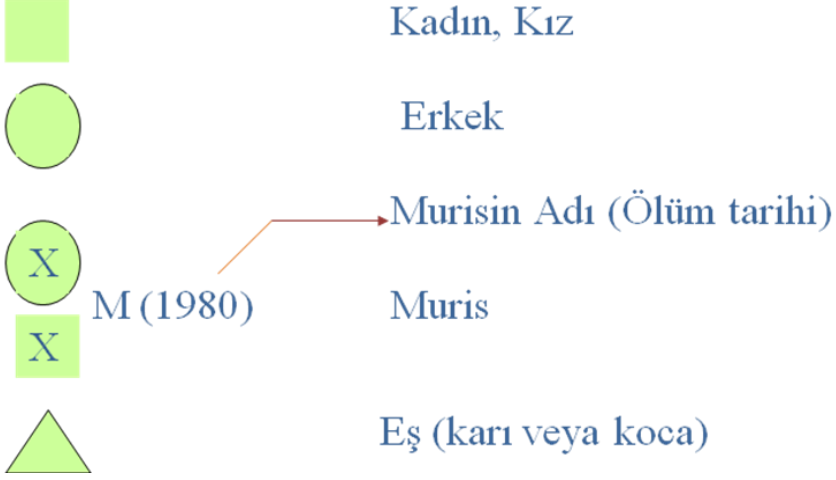 Kadın, Kız
Erkek
Murisin Adı (Ölüm tarihi)
X
M (1980)
Muris
X
Eş (karı veya koca)